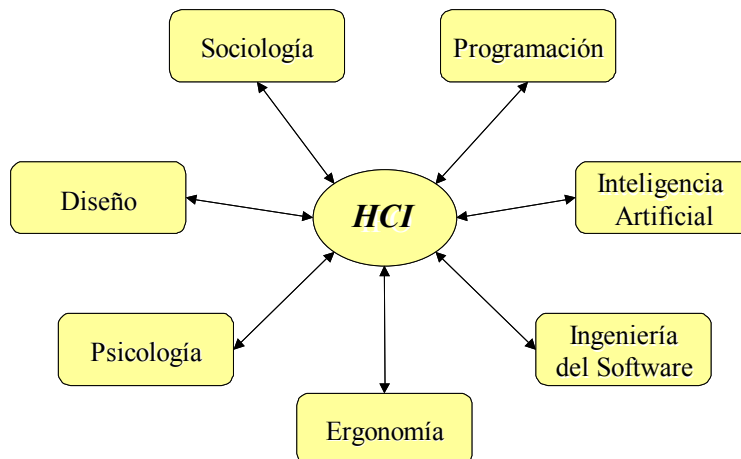 Sociología
Programación
Diseño
HCI
Inteligencia
Artificial
Psicología
Ingeniería
del Software
Ergonomía